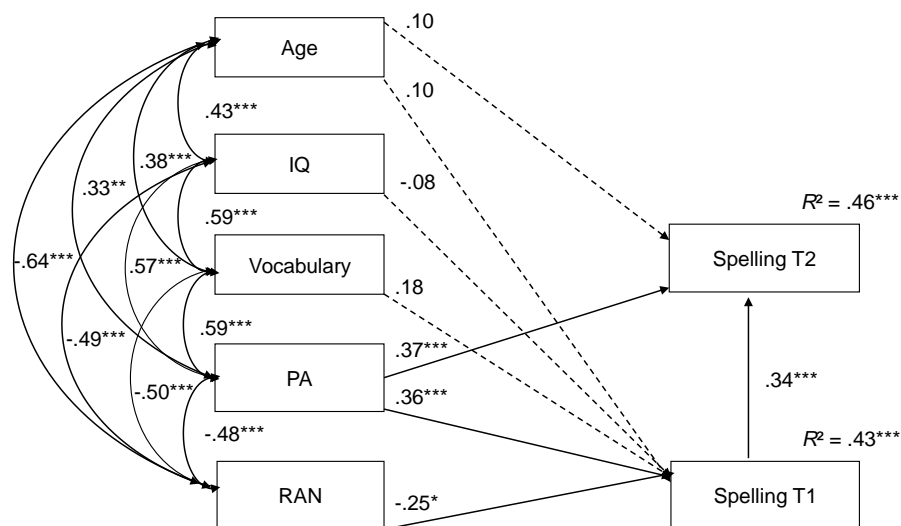 .10
Age
.10
.43***
.38***
IQ
-.08
.33**
R² = .46***
.59***
-.64***
.57***
Vocabulary
Spelling T2
.18
.59***
-.49***
.37***
PA
.36***
-.50***
.34***
-.48***
R² = .43***
RAN
-.25*
Spelling T1